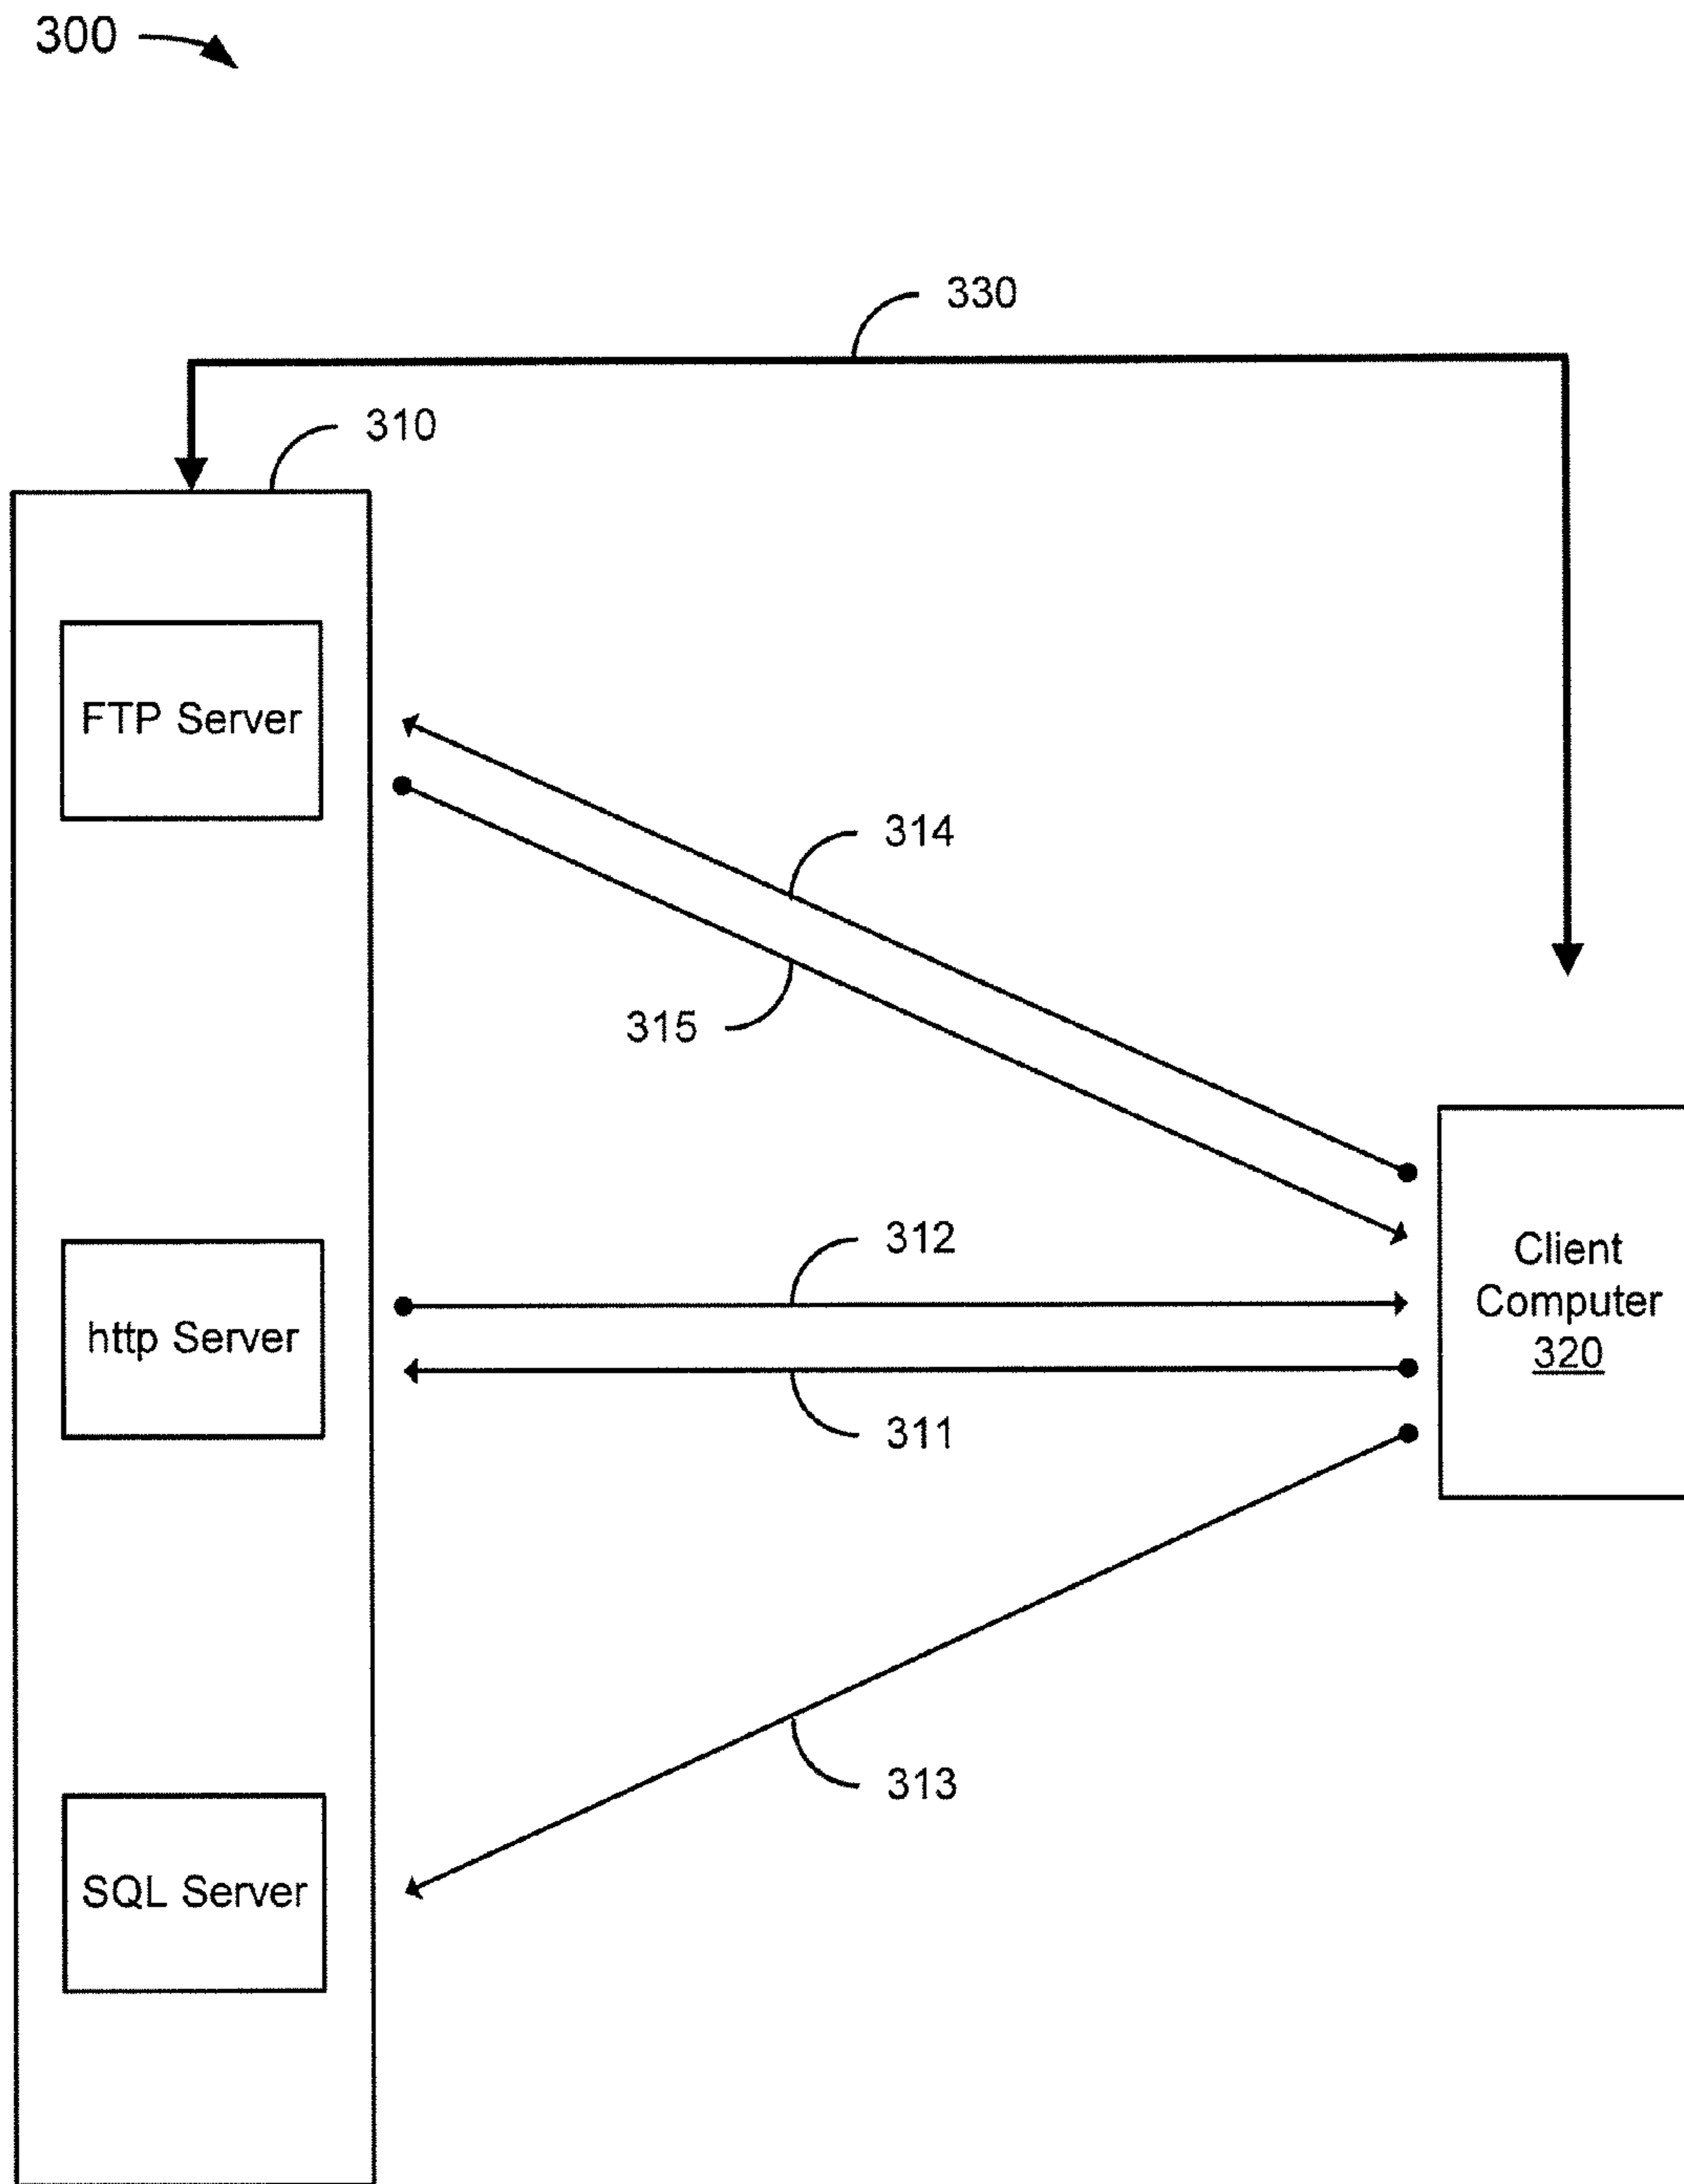 300
330
310
FTP Server
314
315
312
Client
Computer
320
http Server
311
313
SQL Server